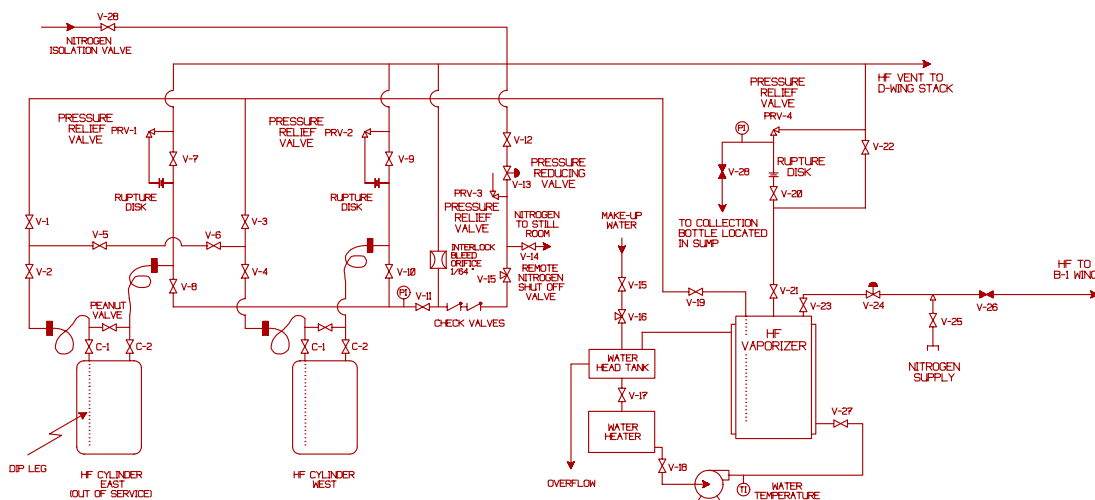 V-28
NITROGEN
ISOLATION VALVE
HF VENT TO
D-WING STACK
PRESSURE
RELIEF
VALVE
PRV-1
V-7
RUPTURE
DISK
PRESSURE
RELIEF
VALVE
PRV-2
V-9
RUPTURE
DISK
V-12
PRESSURE
REDUCING
VALVE
V-13
PRV-3
PRESSURE
RELIEF
VALVE
NITROGEN
TO STILL
ROOM
V-14
INTERLOCK
BLEED
ORIFICE
1/64"
V-15
REMOTE
NITROGEN
SHUT OFF
VALVE
PRESSURE
RELIEF
VALVE
PRV-4
PI
V-28
V-22
RUPTURE
DISK
V-20
TO COLLECTION
BOTTLE LOCATED
IN SUMP
V-1
V-3
V-5
V-6
V-2
V-4
V-8
V-10
PI
V-11
CHECK VALVES
PEANUT
VALVE
C-1
C-2
C-1
C-2
DIP LEG
HF CYLINDER
EAST
(OUT OF SERVICE)
HF CYLINDER
WEST
MAKE-UP
WATER
V-15
V-16
WATER
HEAD TANK
V-17
WATER
HEATER
V-18
OVERFLOW
TI
WATER
TEMPERATURE
V-19
V-21
V-23
HF
VAPORIZER
V-27
V-24
V-25
V-26
NITROGEN
SUPPLY
HF TO
B-1 WING